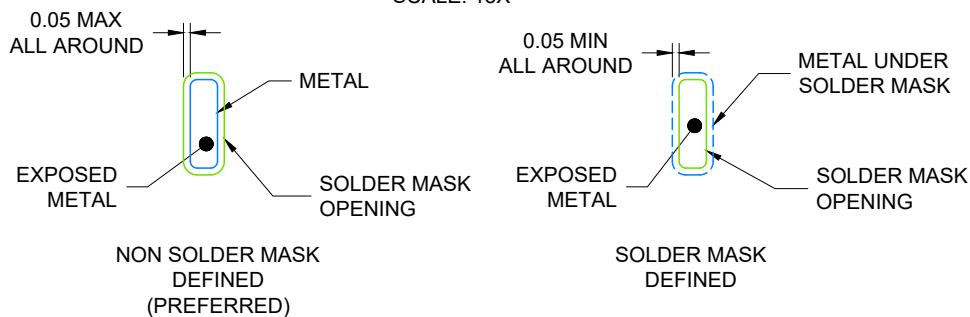 0.05 MAX
ALL AROUND
METAL
EXPOSED
METAL
SOLDER MASK
OPENING
NON SOLDER MASK
DEFINED
(PREFERRED)
0.05 MIN
ALL AROUND
METAL UNDER
SOLDER MASK
EXPOSED
METAL
SOLDER MASK
OPENING
SOLDER MASK
DEFINED